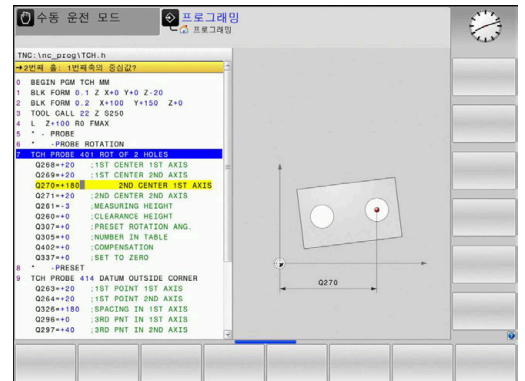 수동 운전 모드
프로그래밍
프로그래밍
TNC:\nc_prog\TCH.h
→2번째 홀: 1번째축의 중심값?
0 BEGIN PGM TCH MM
1 BLK FORM 0.1 Z X+0 Y+0 Z-20
2 BLK FORM 0.2 X+100 Y+150 Z+0
3 TOOL CALL 22 Z S250
4 L Z+100 R0 FMAX
5 * - PROBE
6 * -PROBE ROTATION
7 TCH PROBE 401 ROT OF 2 HOLES
Q268=+20 ;1ST CENTER 1ST AXIS
Q269=+20 ;1ST CENTER 2ND AXIS
Q270=+180 2ND CENTER 1ST AXIS
Q271=+20 ;2ND CENTER 2ND AXIS
Q261=-3 ;MEASURING HEIGHT
Q260=+0 ;CLEARANCE HEIGHT
Q307=+0 ;PRESET ROTATION ANG.
Q305=+0 ;NUMBER IN TABLE
Q402=+0 ;COMPENSATION
Q337=+0 ;SET TO ZERO
8 * -PRESET
9 TCH PROBE 414 DATUM OUTSIDE CORNER
Q263=+20 ;1ST POINT 1ST AXIS
Q264=+20 ;1ST POINT 2ND AXIS
Q326=+180 ;SPACING IN 1ST AXIS
Q296=+0 ;3RD PNT IN 1ST AXIS
Q297=+40 ;3RD PNT IN 2ND AXIS
Q270